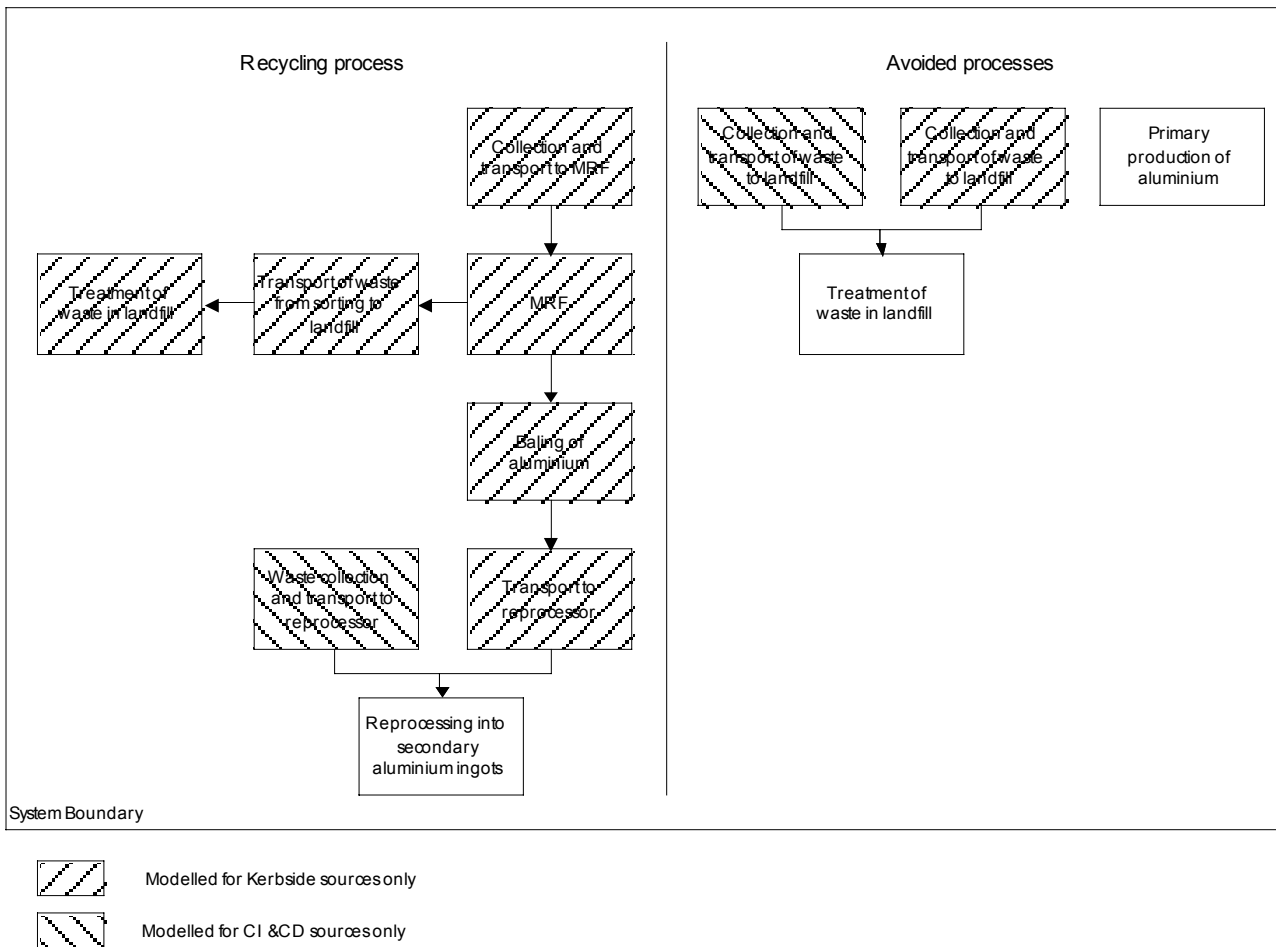 Recycling process
Avoided processes
Collection and
transport to MRF
Collection and
transport of waste
to landfill
Collection and
transport of waste
to landfill
Primary
production of
aluminium
Treatment of
waste in landfill
Transport of waste
from sorting to
landfill
MRF
Treatment of
waste in landfill
Baling of
aluminium
Waste collection
and transport to
reprocessor
Transport to
reprocessor
Reprocessing into
secondary
aluminium ingots
System Boundary
Modelled for Kerbside sources only
Modelled for CI &CD sources only